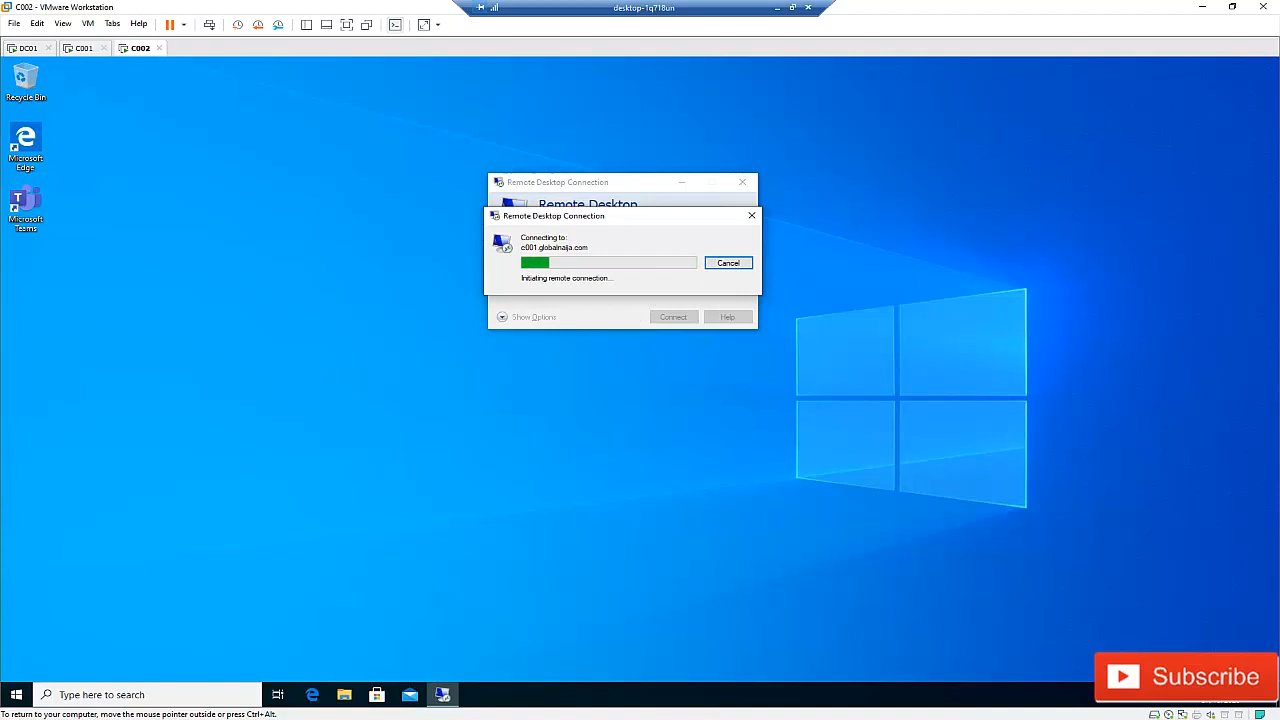 C002 - VMware Workstation
desktop-1q718un
File Edit View VM Tabs Help
DC01 C001 C002
Recycle Bin
Microsoft
Edge
Microsoft
Teams
Remote Desktop Connection
Remote Desktop
Remote Desktop Connection
Connecting to:
c001.globalnaija.com
Cancel
Initiating remote connection...
Show Options Connect Help
Subscribe
Type here to search
To return to your computer, move the mouse pointer outside or press Ctrl+Alt.